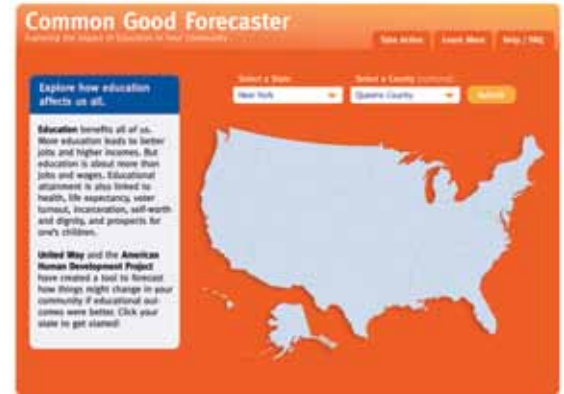 Common Good Forecaster
Exploring the Impact of Education in Your Community
Take Action
Learn More
Help / FAQ
Select a State
Select a County (optional)
New York
Queens County
Submit
Explore how education
affects us all.
Education benefits all of us.
More education leads to better
jobs and higher incomes. But
education is about more than
jobs and wages. Educational
attainment is also linked to
health, life expectancy, voter
turnout, incarceration, self-worth
and dignity, and prospects for
one's children.
United Way and the American
Human Development Project
have created a tool to forecast
how things might change in your
community if educational out-
comes were better. Click your
state to get started!